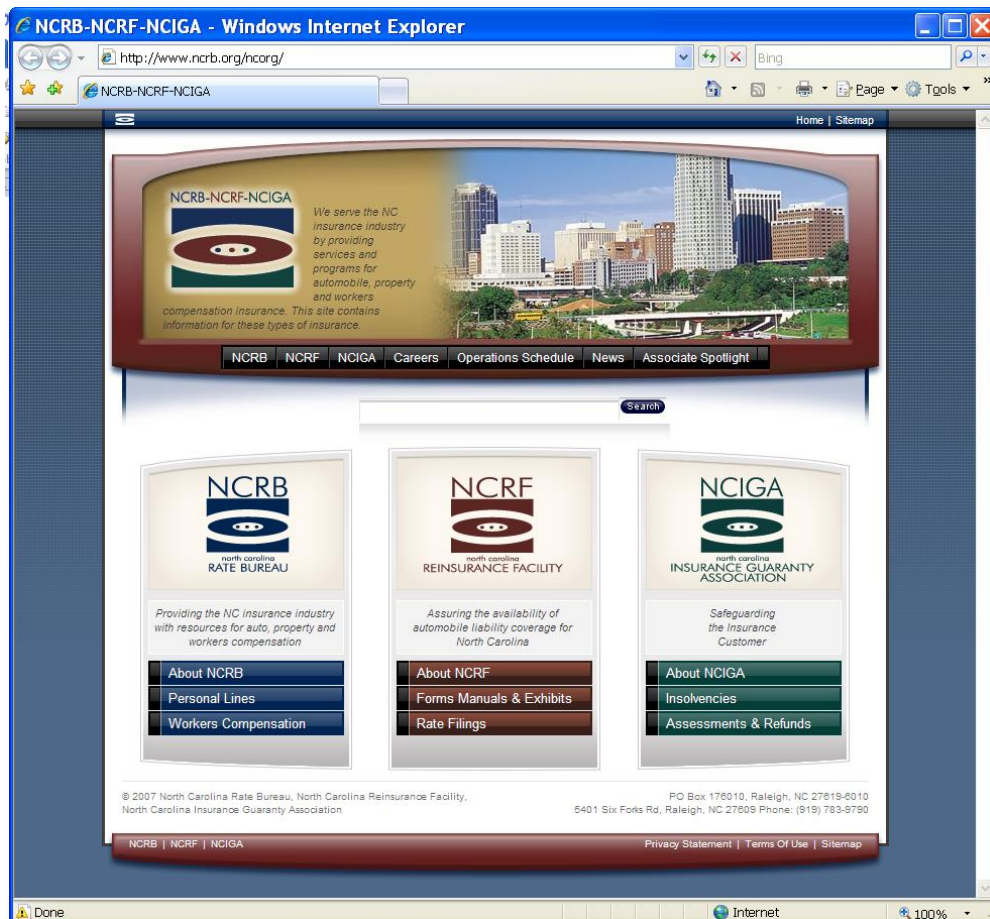 NCRB-NCRF-NCIGA - Windows Internet Explorer
http://www.ncrb.org/ncorg/
Bing
NCRB-NCRF-NCIGA
Page
Tools
Home | Sitemap
NCRB-NCRF-NCIGA
We serve the NC
insurance industry
by providing
services and
programs for
automobile, property
and workers
compensation insurance. This site contains
information for these types of insurance.
NCRB NCRF NCIGA Careers Operations Schedule News Associate Spotlight
Search
NCRB
north carolina
RATE BUREAU
Providing the NC insurance industry
with resources for auto, property and
workers compensation
About NCRB
Personal Lines
Workers Compensation
NCRF
north carolina
REINSURANCE FACILITY
Assuring the availability of
automobile liability coverage for
North Carolina
About NCRF
Forms Manuals & Exhibits
Rate Filings
NCIGA
north carolina
INSURANCE GUARANTY
ASSOCIATION
Safeguarding
the Insurance
Customer
About NCIGA
Insolvencies
Assessments & Refunds
© 2007 North Carolina Rate Bureau, North Carolina Reinsurance Facility,
North Carolina Insurance Guaranty Association
PO Box 176010, Raleigh, NC 27619-6010
5401 Six Forks Rd, Raleigh, NC 27609 Phone: (919) 783-9790
NCRB | NCRF | NCIGA
Privacy Statement | Terms Of Use | Sitemap
Done
Internet
100%